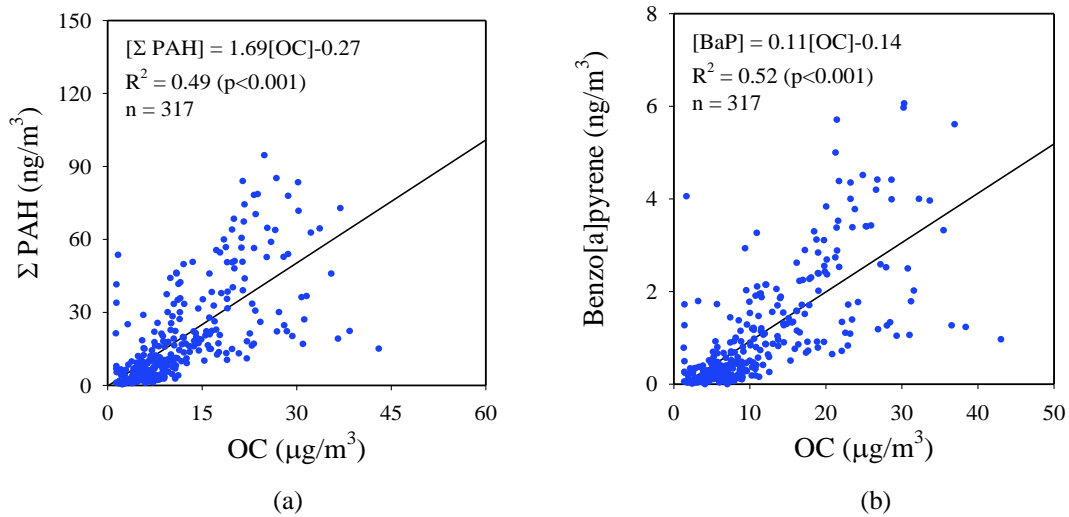 [Σ PAH] = 1.69[OC]-0.27
R² = 0.49 (p<0.001)
n = 317
150
120
90
60
30
0
Σ PAH (ng/m³)
0 15 30 45 60
OC (μg/m³)
(a)
[BaP] = 0.11[OC]-0.14
R² = 0.52 (p<0.001)
n = 317
8
6
4
2
0
Benzo[a]pyrene (ng/m³)
0 10 20 30 40 50
OC (μg/m³)
(b)